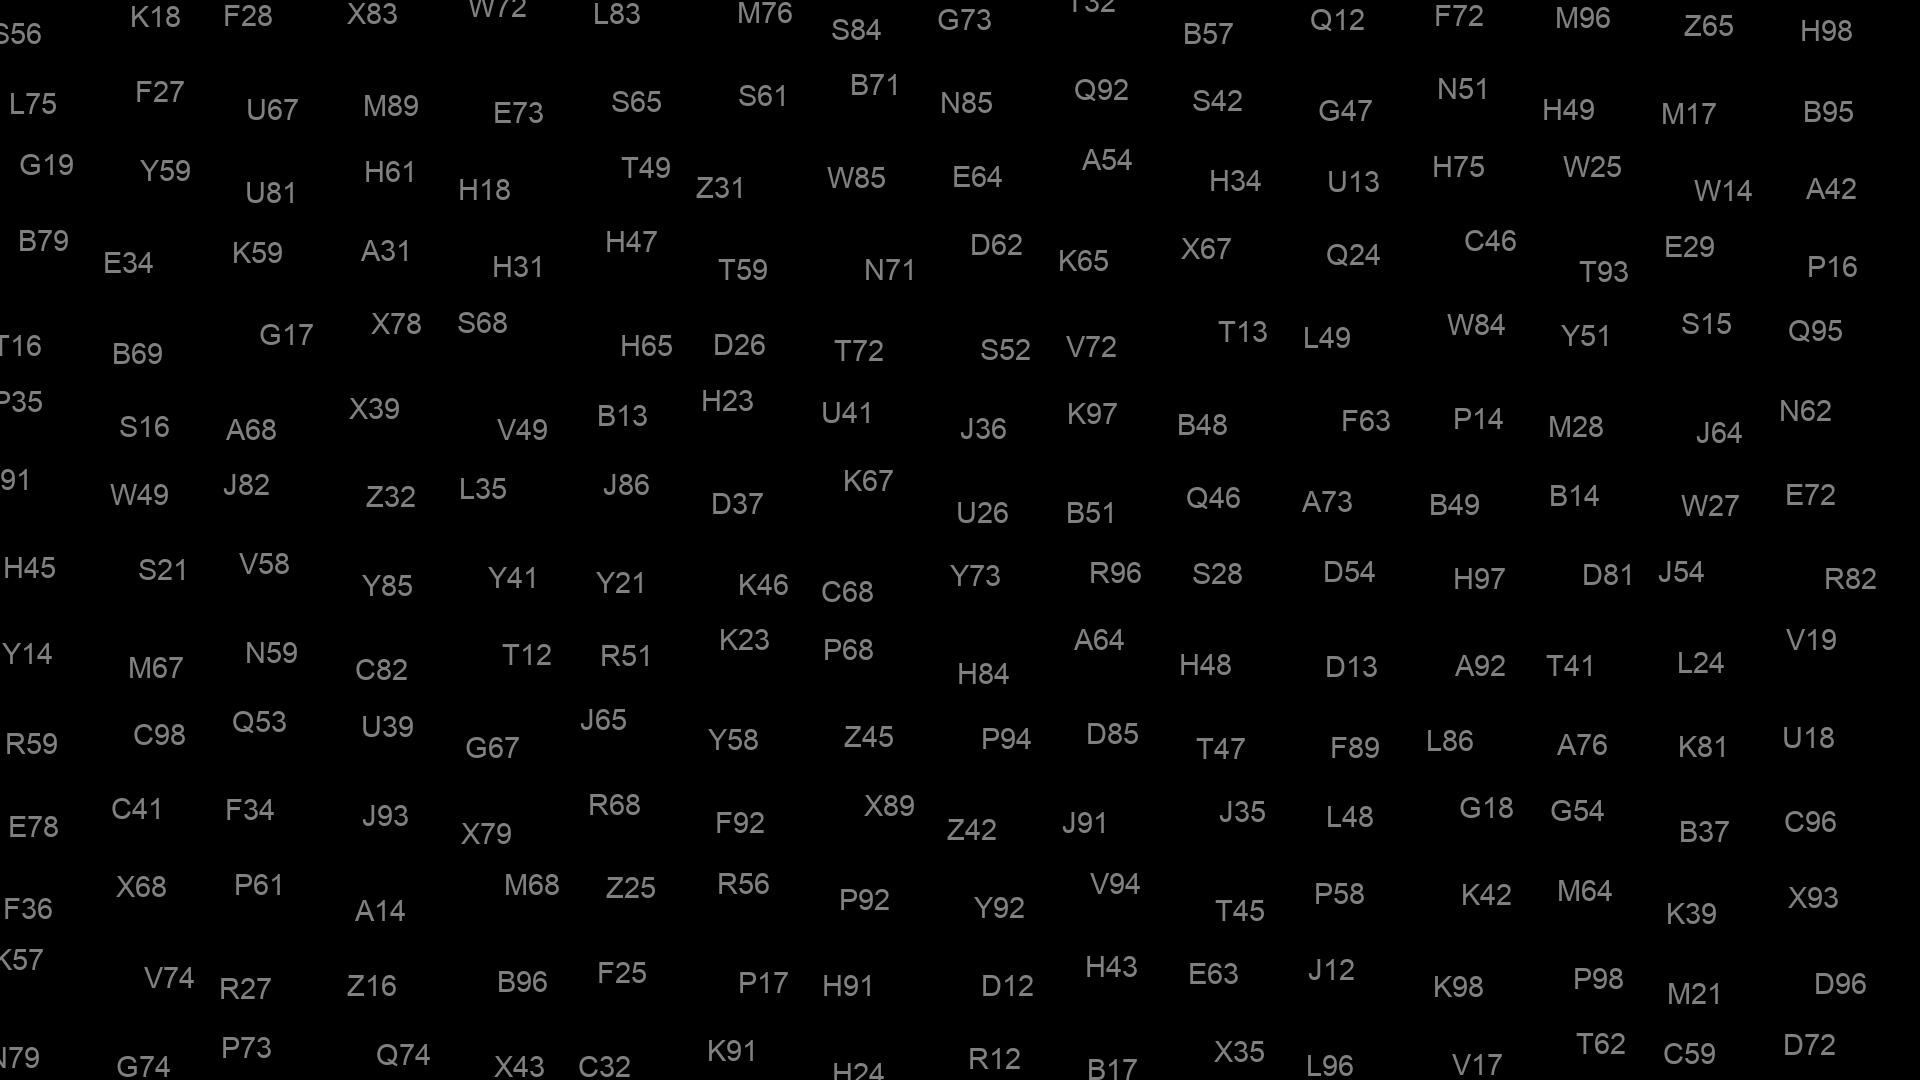 S56 K18 F28 X83 W72 L83 M76 S84 G73 T32 B57 Q12 F72 M96 Z65 H98
L75 F27 U67 M89 E73 S65 S61 B71 N85 Q92 S42 G47 N51 H49 M17 B95
G19 Y59 U81 H61 H18 T49 Z31 W85 E64 A54 H34 U13 H75 W25 W14 A42
B79 E34 K59 A31 H31 H47 T59 N71 D62 K65 X67 Q24 C46 T93 E29 P16
T16 B69 G17 X78 S68 H65 D26 T72 S52 V72 T13 L49 W84 Y51 S15 Q95
P35 S16 A68 X39 V49 B13 H23 U41 J36 K97 B48 F63 P14 M28 J64 N62
91 W49 J82 Z32 L35 J86 D37 K67 U26 B51 Q46 A73 B49 B14 W27 E72
H45 S21 V58 Y85 Y41 Y21 K46 C68 Y73 R96 S28 D54 H97 D81 J54 R82
Y14 M67 N59 C82 T12 R51 K23 P68 H84 A64 H48 D13 A92 T41 L24 V19
R59 C98 Q53 U39 G67 J65 Y58 Z45 P94 D85 T47 F89 L86 A76 K81 U18
E78 C41 F34 J93 X79 R68 F92 X89 Z42 J91 J35 L48 G18 G54 B37 C96
F36 X68 P61 A14 M68 Z25 R56 P92 Y92 V94 T45 P58 K42 M64 K39 X93
K57 V74 R27 Z16 B96 F25 P17 H91 D12 H43 E63 J12 K98 P98 M21 D96
N79 G74 P73 Q74 X43 C32 K91 H24 R12 B17 X35 L96 V17 T62 C59 D72